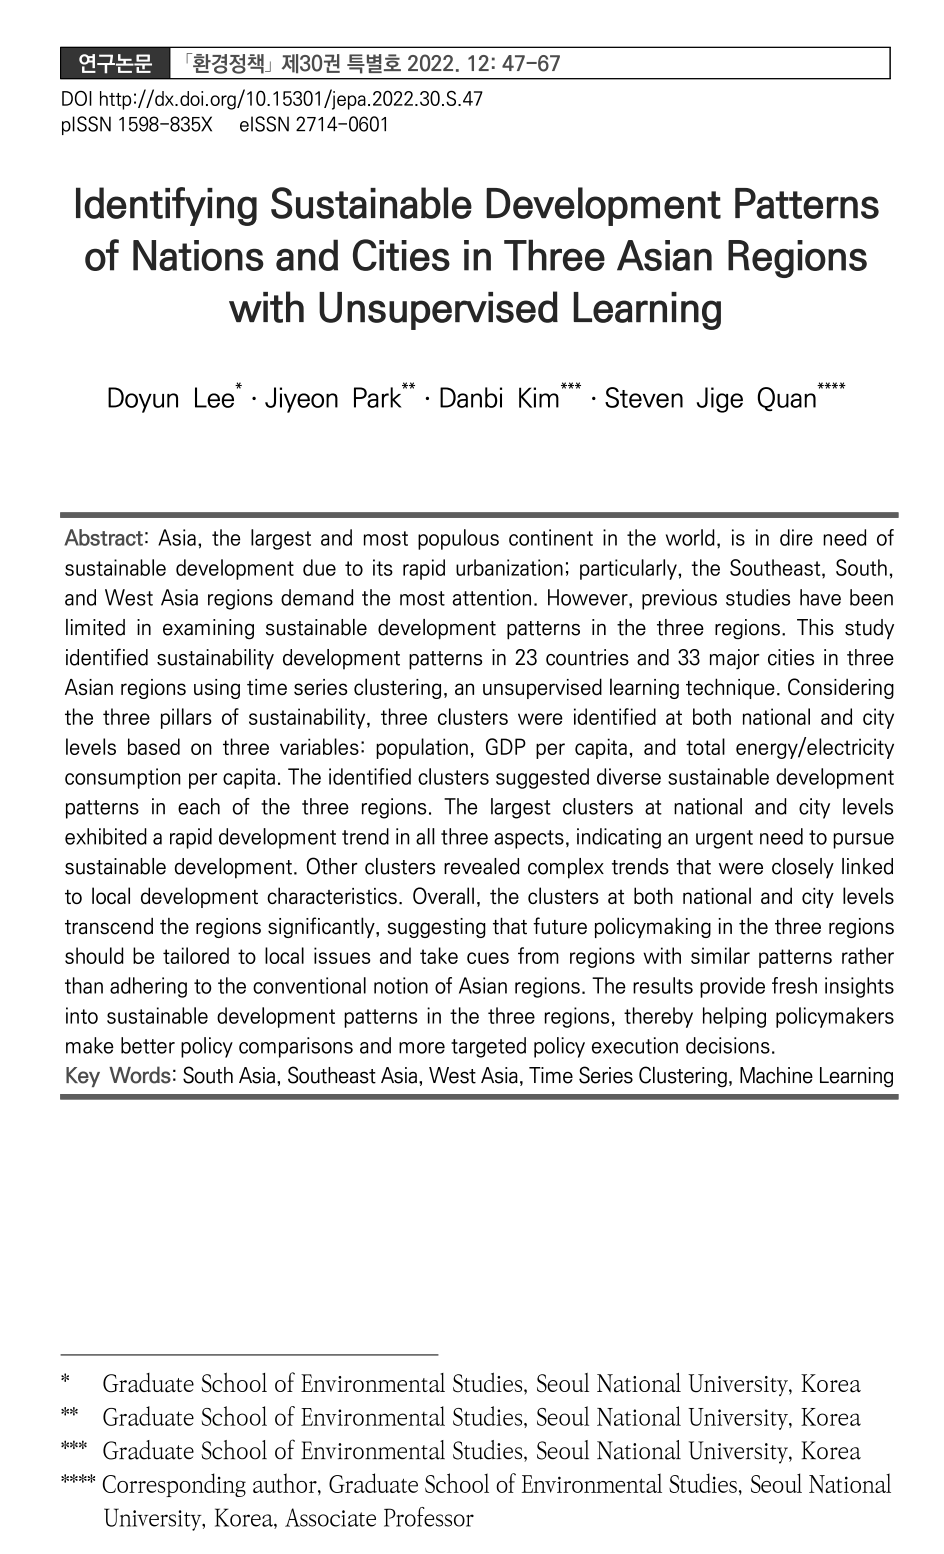 연구논문 「환경정책」 제30권 특별호 2022. 12: 47-67
DOI http://dx.doi.org/10.15301/jepa.2022.30.S.47
pISSN 1598-835X eISSN 2714-0601
Identifying Sustainable Development Patterns
of Nations and Cities in Three Asian Regions
with Unsupervised Learning
Doyun Lee* · Jiyeon Park** · Danbi Kim*** · Steven Jige Quan****
Abstract: Asia, the largest and most populous continent in the world, is in dire need of
sustainable development due to its rapid urbanization; particularly, the Southeast, South,
and West Asia regions demand the most attention. However, previous studies have been
limited in examining sustainable development patterns in the three regions. This study
identified sustainability development patterns in 23 countries and 33 major cities in three
Asian regions using time series clustering, an unsupervised learning technique. Considering
the three pillars of sustainability, three clusters were identified at both national and city
levels based on three variables: population, GDP per capita, and total energy/electricity
consumption per capita. The identified clusters suggested diverse sustainable development
patterns in each of the three regions. The largest clusters at national and city levels
exhibited a rapid development trend in all three aspects, indicating an urgent need to pursue
sustainable development. Other clusters revealed complex trends that were closely linked
to local development characteristics. Overall, the clusters at both national and city levels
transcend the regions significantly, suggesting that future policymaking in the three regions
should be tailored to local issues and take cues from regions with similar patterns rather
than adhering to the conventional notion of Asian regions. The results provide fresh insights
into sustainable development patterns in the three regions, thereby helping policymakers
make better policy comparisons and more targeted policy execution decisions.
Key Words: South Asia, Southeast Asia, West Asia, Time Series Clustering, Machine Learning
* Graduate School of Environmental Studies, Seoul National University, Korea
** Graduate School of Environmental Studies, Seoul National University, Korea
*** Graduate School of Environmental Studies, Seoul National University, Korea
**** Corresponding author, Graduate School of Environmental Studies, Seoul National
University, Korea, Associate Professor